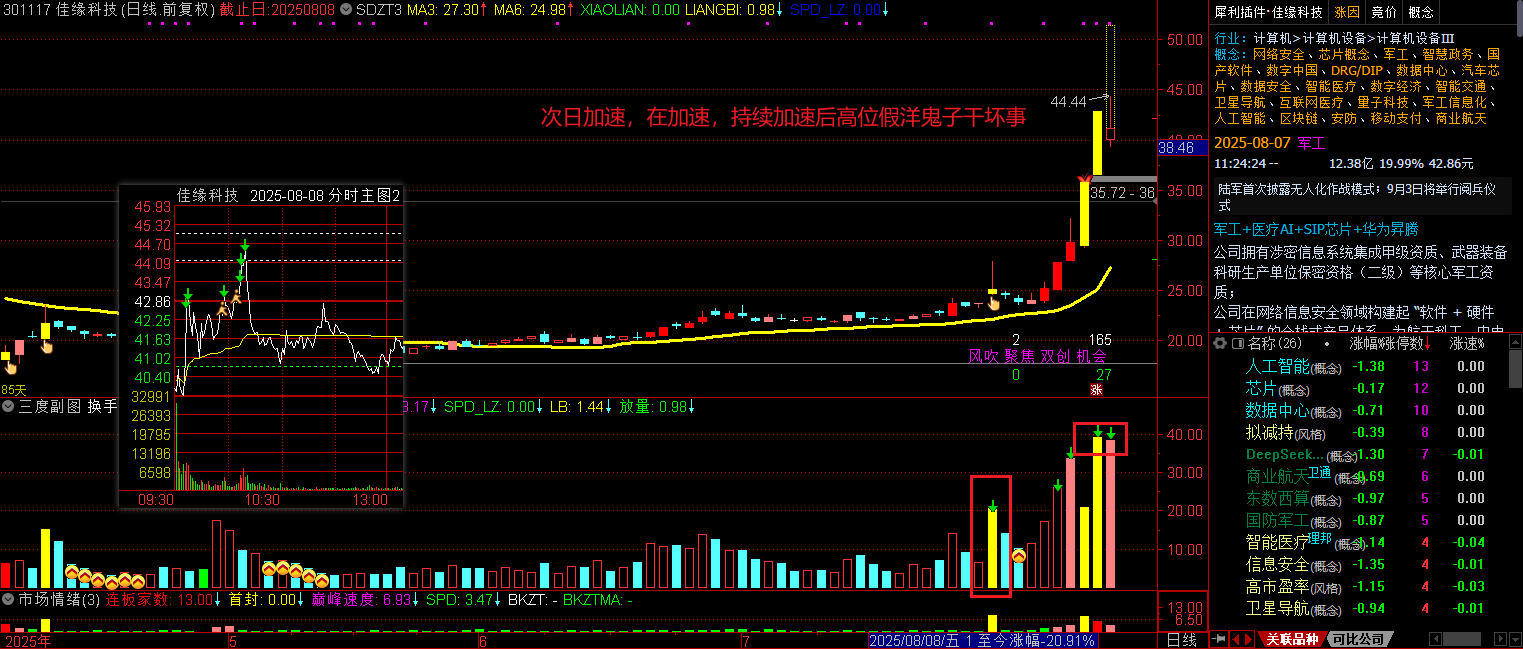 301117 佳缘科技(日线.前复权) 截止日:20250808 SDZT3 MA3: 27.30↑ MA6: 24.98↑ XIAOLIAN: 0.00 LIANGBI: 0.98↓ SPD_LZ: 0.00↓
50.00
45.00
44.44
次日加速，在加速，持续加速后高位假洋鬼子干坏事
38.46
35.72 - 36
35.00
30.00
25.00
20.00
2
165
风吹 聚焦 双创 机会
0
27
涨
85天
佳缘科技 2025-08-08 分时主图2
45.93
45.32
44.70
44.09
43.47
42.86
42.25
41.63
41.02
40.40
32991
26393
19795
13196
6598
09:30
10:30
13:00
三度副图 换手
3.17↓ SPD_LZ: 0.00↓ LB: 1.44↓ 放量: 0.98↓
40.00
30.00
20.00
10.00
市场情绪(3) 连板家数: 13.00↓ 首封: 0.00↓ 巅峰速度: 6.93↓ SPD: 3.47↓ BKZT: - BKZTMA: -
13.00
6.50
2025年
5
6
7
2025/08/08/五 1 至今涨幅-20.91%
日线
犀利插件·佳缘科技 涨因 竞价 概念
行业: 计算机>计算机设备>计算机设备Ⅲ
概念: 网络安全、芯片概念、军工、智慧政务、国
产软件、数字中国、DRG/DIP、数据中心、汽车芯
片、数据安全、智能医疗、数字经济、智能交通、
卫星导航、互联网医疗、量子科技、军工信息化、
人工智能、区块链、安防、移动支付、商业航天
2025-08-07 军工
11:24:24 -- 12.38亿 19.99% 42.86元
陆军首次披露无人化作战模式；9月3日将举行阅兵仪
式
军工+医疗AI+SIP芯片+华为昇腾
公司拥有涉密信息系统集成甲级资质、武器装备
科研生产单位保密资格（二级）等核心军工资
质；
公司在网络信息安全领域构建起 “软件 + 硬件
名称(26) • 涨幅% 涨停数↓ 涨速%
人工智能(概念) -1.38 13 0.00
芯片(概念) -0.17 12 0.00
数据中心(概念) -0.71 10 0.00
拟减持(风格) -0.39 8 0.00
DeepSeek...(概念) -1.30 7 -0.01
商业航天卫通(概念) -0.69 6 0.00
东数西算(概念) -0.97 5 0.00
国防军工(概念) -0.87 5 0.00
智能医疗理邦(概念) -1.14 4 -0.04
信息安全(概念) -1.35 4 -0.01
高市盈率(风格) -1.15 4 -0.03
卫星导航(概念) -0.94 4 -0.01
关联品种 可比公司